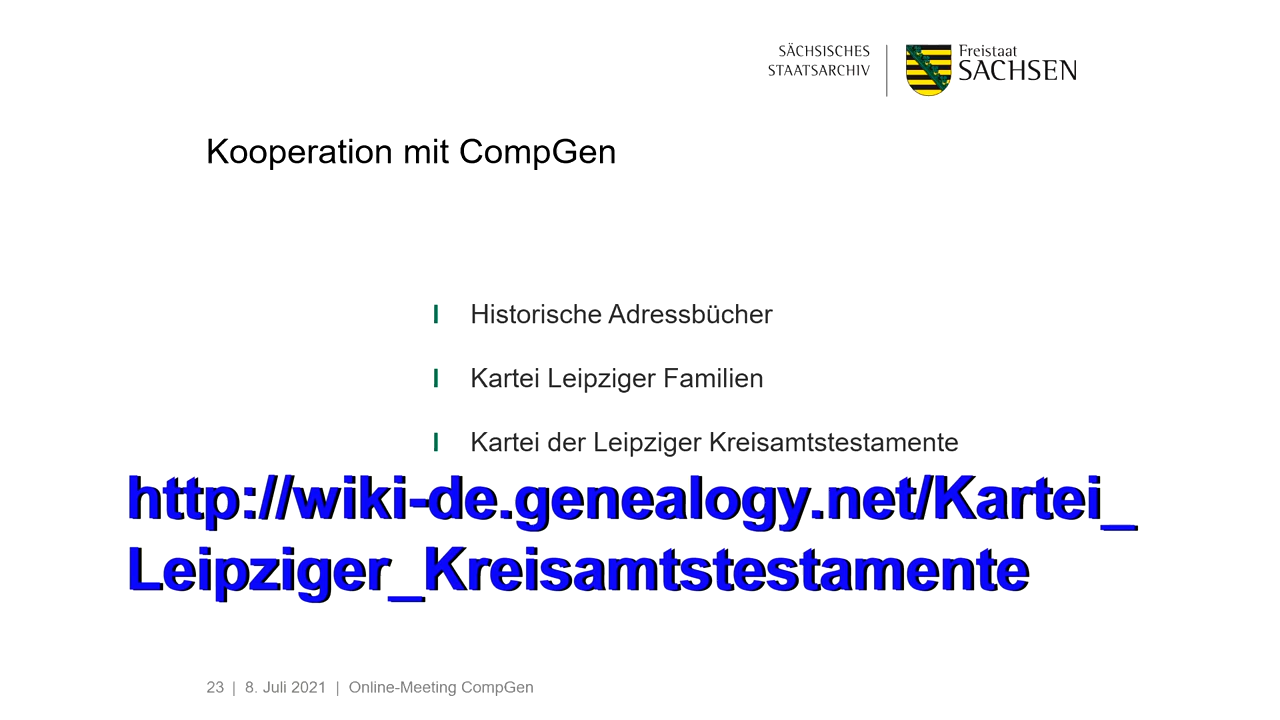 SÄCHSISCHES
STAATSARCHIV
Freistaat
SACHSEN
Kooperation mit CompGen
Historische Adressbücher
Kartei Leipziger Familien
Kartei der Leipziger Kreisamtstestamente
http://wiki-de.genealogy.net/Kartei_
Leipziger_Kreisamtstestamente
23 | 8. Juli 2021 | Online-Meeting CompGen